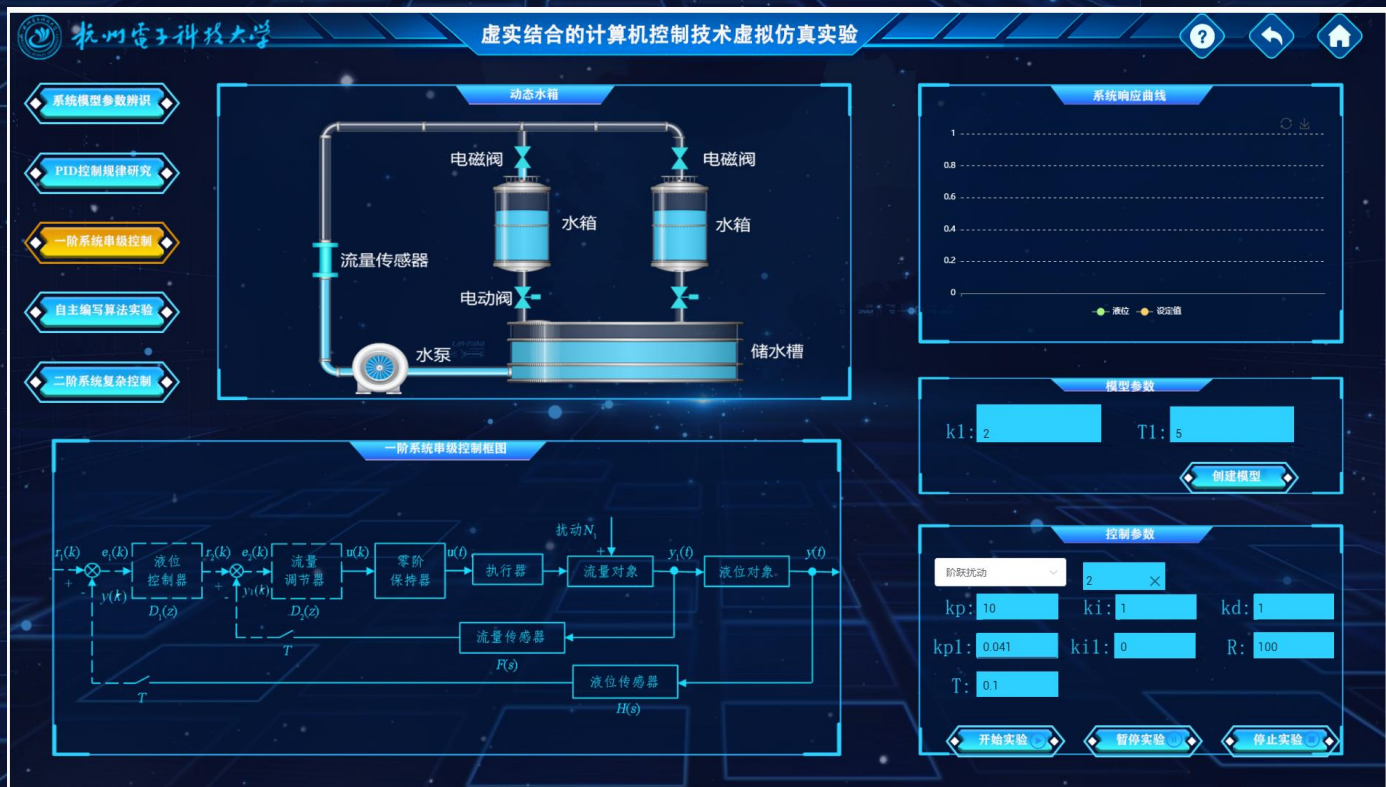 杭州电子科技大学
虚实结合的计算机控制技术虚拟仿真实验
?
系统模型参数辨识
PID控制规律研究
一阶系统串级控制
自主编写算法实验
二阶系统复杂控制
动态水箱
电磁阀
电磁阀
水箱
水箱
流量传感器
电动阀
水泵
储水槽
系统响应曲线
1
0.8
0.6
0.4
0.2
0
液位 设定值
模型参数
k1: 2 T1: 5
创建模型
一阶系统串级控制框图
扰动N₁
r₁(k) e₁(k) 液位控制器 r₂(k) e₂(k) 流量调节器 u(k) 零阶保持器 u(t) 执行器 + 流量对象 y₁(t) 液位对象 y(t)
+ - y(k) D₁(z) + - y₁(k) D₂(z)
T 流量传感器
F(s)
T 液位传感器
H(s)
控制参数
阶跃扰动 2
kp: 10 ki: 1 kd: 1
kp1: 0.041 ki1: 0 R: 100
T: 0.1
开始实验 暂停实验 停止实验